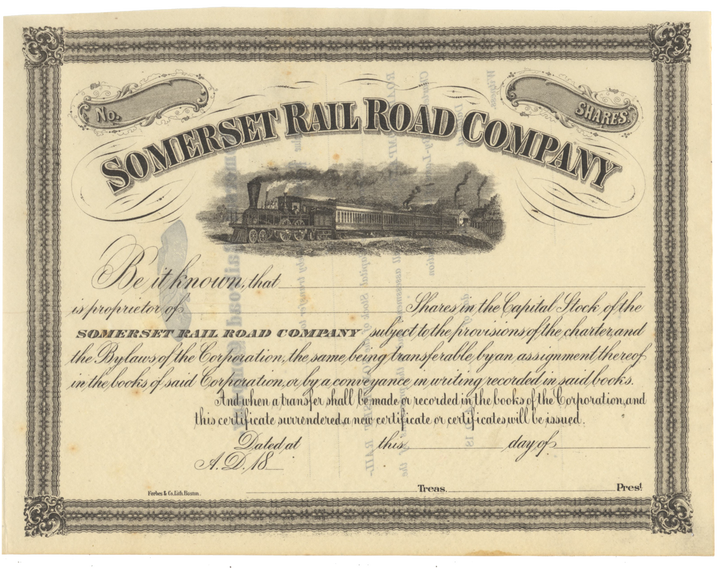 No.
SHARES.
SOMERSET RAIL ROAD COMPANY
Be it known, that
is proprietor of Shares in the Capital Stock of the
SOMERSET RAIL ROAD COMPANY subject to the provisions of the charter, and
the Bylaws of the Corporation, the same being transferable, by an assignment thereof
in the books of said Corporation, or by a conveyance in writing recorded in said books.
And when a transfer shall be made or recorded in the books of the Corporation, and
this certificate surrendered, a new certificate or certificates will be issued.
Dated at this day of
A.D. 18
Forbes & Co. Lith. Boston.
Treas. Prest.